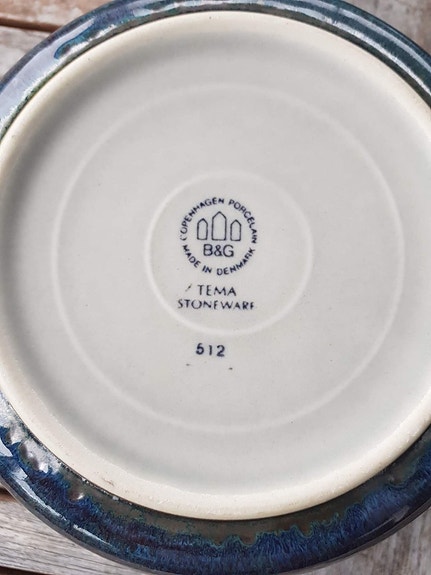 COPENHAGEN PORCELAIN
B&G
MADE IN DENMARK
TEMA
STONEWARE
512